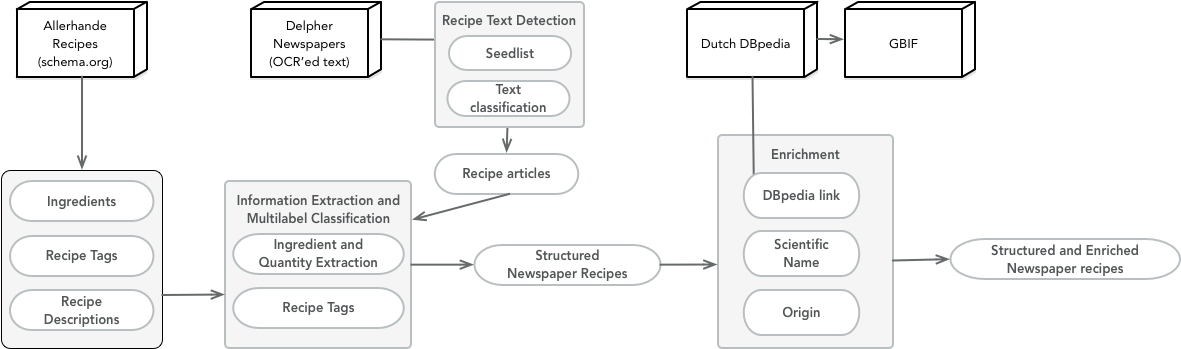 Allerhande
Recipes
(schema.org)
Delpher
Newspapers
(OCR'ed text)
Recipe Text Detection
Seedlist
Text
classification
Dutch DBpedia
GBIF
Recipe articles
Ingredients
Recipe Tags
Recipe
Descriptions
Information Extraction and
Multilabel Classification
Ingredient and
Quantity Extraction
Recipe Tags
Structured
Newspaper Recipes
Enrichment
DBpedia link
Scientific
Name
Origin
Structured and Enriched
Newspaper recipes